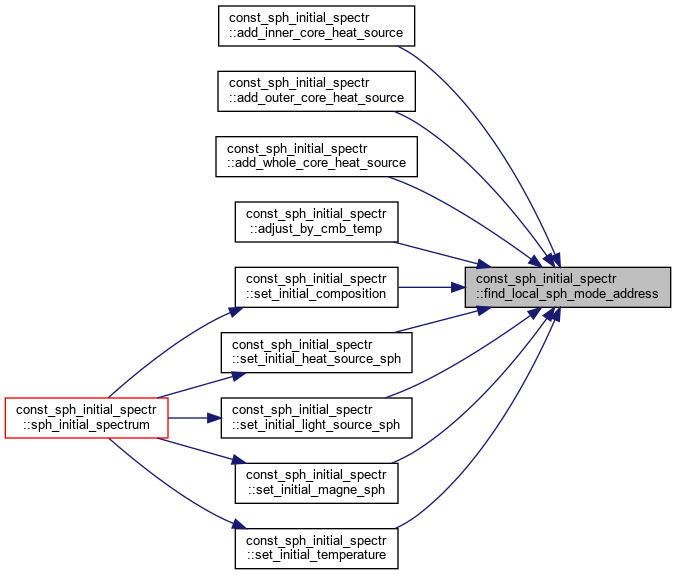 const_sph_initial_spectr
::add_inner_core_heat_source
const_sph_initial_spectr
::add_outer_core_heat_source
const_sph_initial_spectr
::add_whole_core_heat_source
const_sph_initial_spectr
::adjust_by_cmb_temp
const_sph_initial_spectr
::set_initial_composition
const_sph_initial_spectr
::find_local_sph_mode_address
const_sph_initial_spectr
::set_initial_heat_source_sph
const_sph_initial_spectr
::sph_initial_spectrum
const_sph_initial_spectr
::set_initial_light_source_sph
const_sph_initial_spectr
::set_initial_magne_sph
const_sph_initial_spectr
::set_initial_temperature